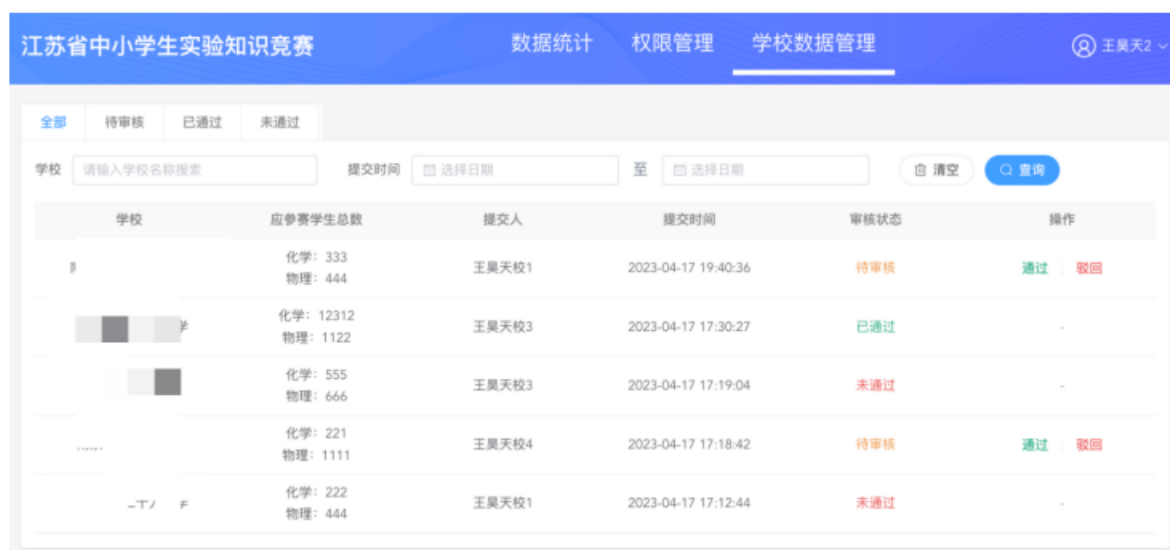 江苏省中小学生实验知识竞赛 数据统计 权限管理 学校数据管理 王昊天2
全部 待审核 已通过 未通过
学校 请输入学校名称搜索 提交时间 选择日期 至 选择日期 清空 查询
学校 应参赛学生总数 提交人 提交时间 审核状态 操作
化学：333
物理：444
王昊天校1 2023-04-17 19:40:36 待审核 通过 驳回
化学：12312
物理：1122
王昊天校3 2023-04-17 17:30:27 已通过 -
化学：555
物理：666
王昊天校3 2023-04-17 17:19:04 未通过 -
化学：221
物理：1111
王昊天校4 2023-04-17 17:18:42 待审核 通过 驳回
化学：222
物理：444
王昊天校1 2023-04-17 17:12:44 未通过 -